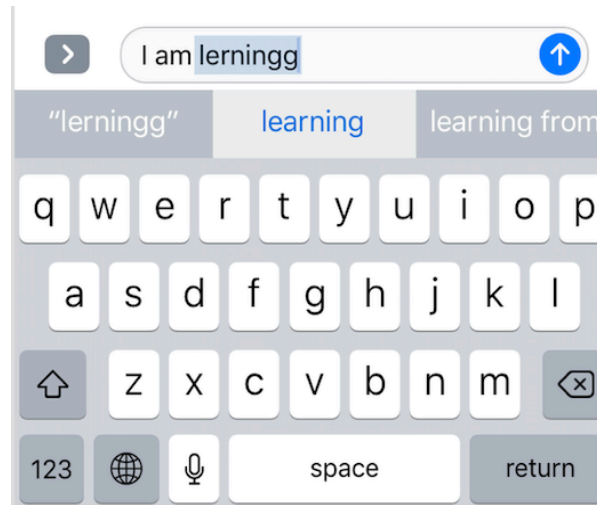 I am lerningg
“lerningg” learning learning from
q w e r t y u i o p
a s d f g h j k l
z x c v b n m
123 space return